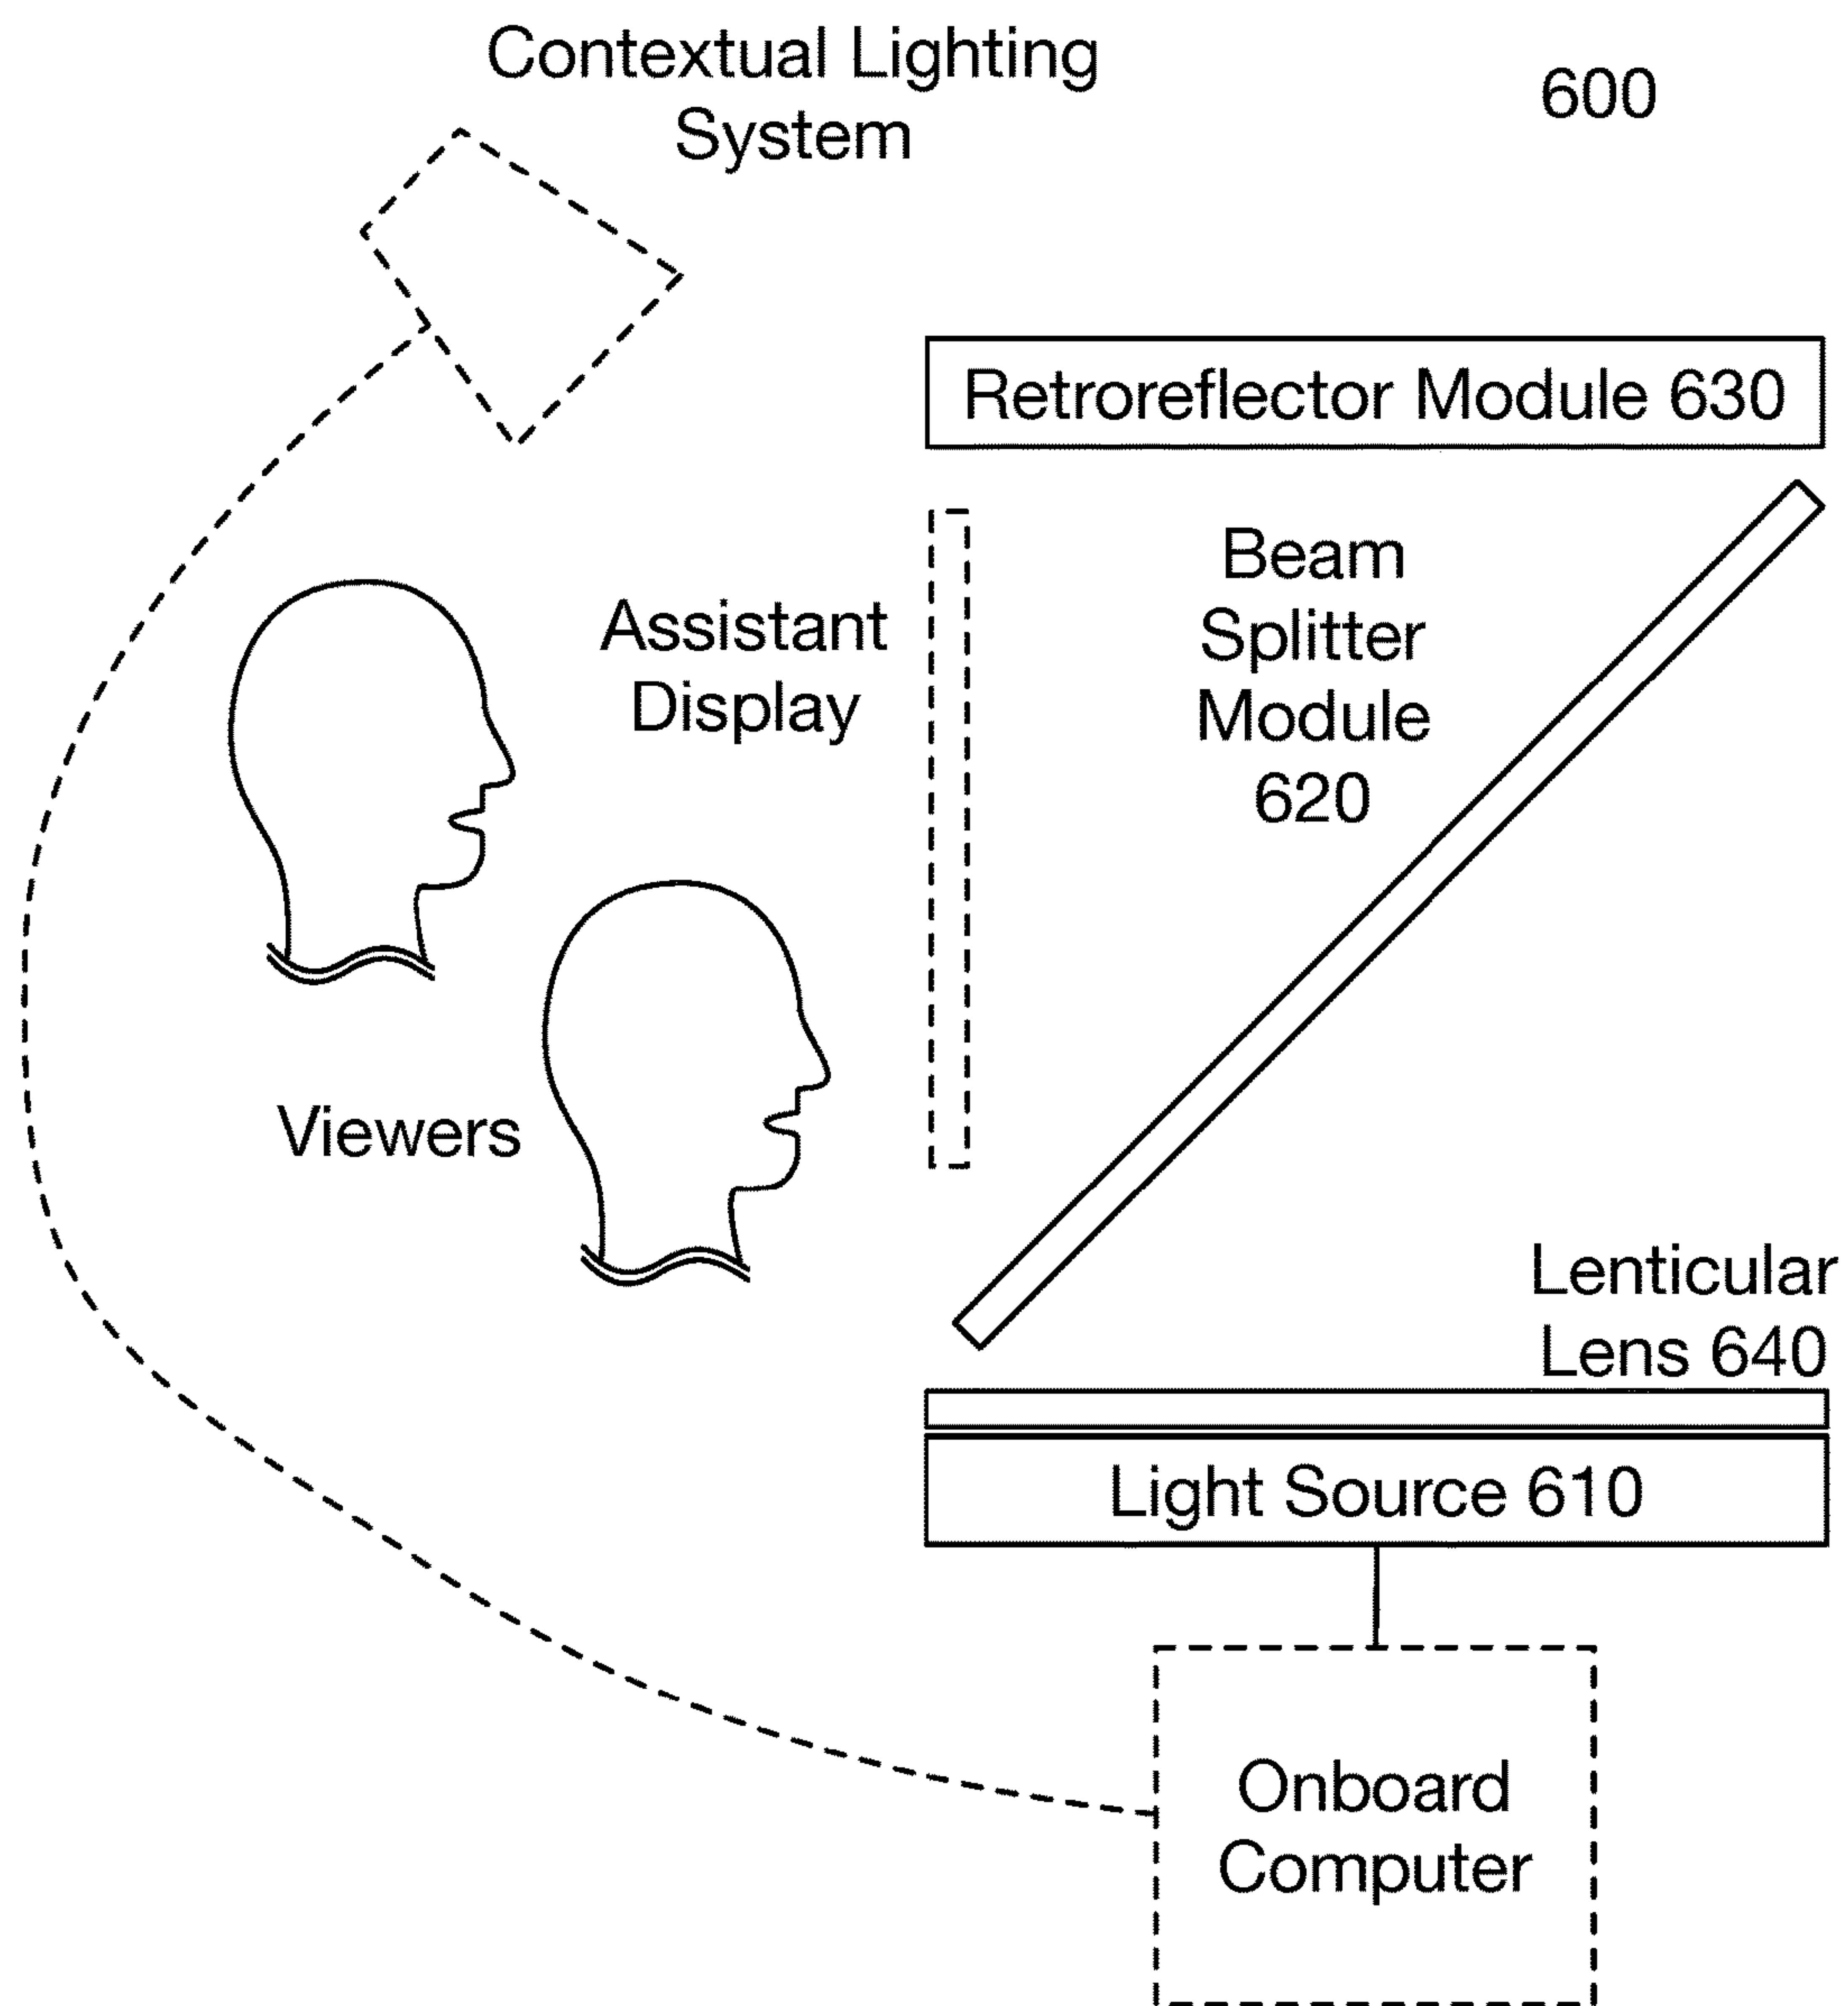 Contextual Lighting
System
600
Retroreflector Module 630
Assistant
Display
Beam
Splitter
Module
620
Viewers
Lenticular
Lens 640
Light Source 610
Onboard
Computer